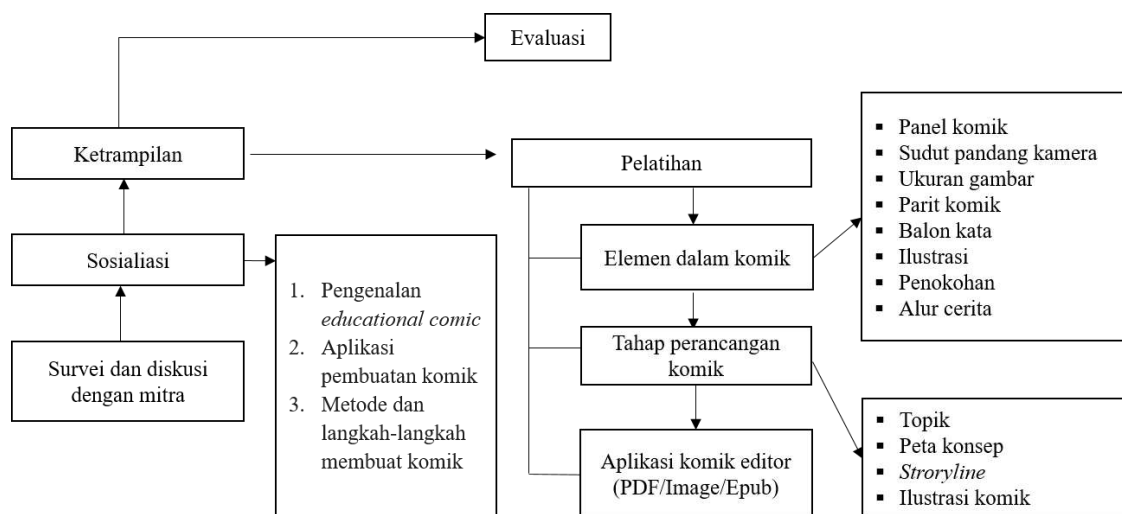 Evaluasi
Ketrampilan
Pelatihan
▪ Panel komik
▪ Sudut pandang kamera
▪ Ukuran gambar
▪ Parit komik
▪ Balon kata
▪ Ilustrasi
▪ Penokohan
▪ Alur cerita
Sosialiasi
1. Pengenalan
educational comic
2. Aplikasi
pembuatan komik
3. Metode dan
langkah-langkah
membuat komik
Elemen dalam komik
Survei dan diskusi
dengan mitra
Tahap perancangan
komik
▪ Topik
▪ Peta konsep
▪ Stroryline
▪ Ilustrasi komik
Aplikasi komik editor
(PDF/Image/Epub)